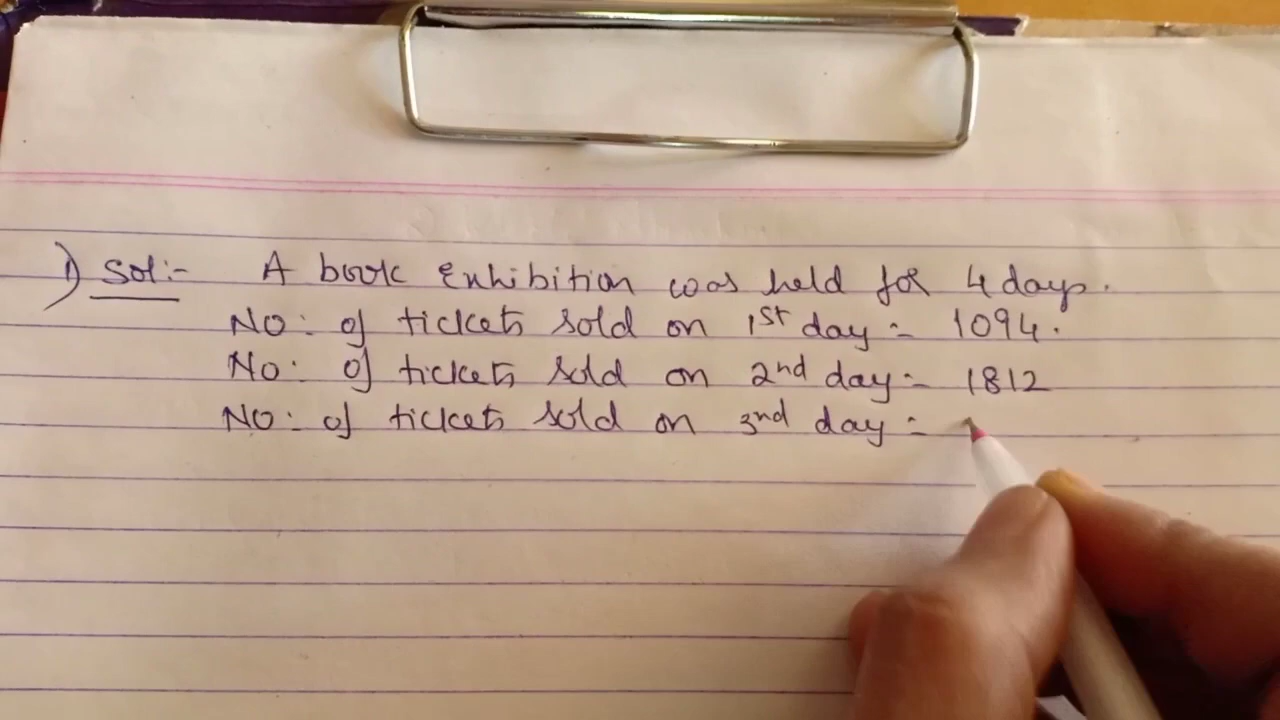 1) Sol:- A book Exhibition was held for 4 days.
NO: of tickets sold on 1st day:- 1094.
No: of tickets sold on 2nd day:- 1812
NO: of tickets sold on 3nd day:-